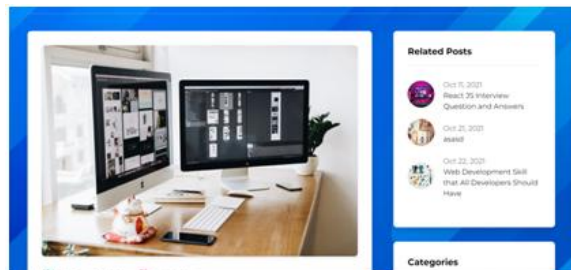 Related Posts
Oct 11, 2021
React JS Interview
Question and Answers
Oct 21, 2021
asasd
Oct 22, 2021
Web Development Skill
that All Developers Should
Have
Categories